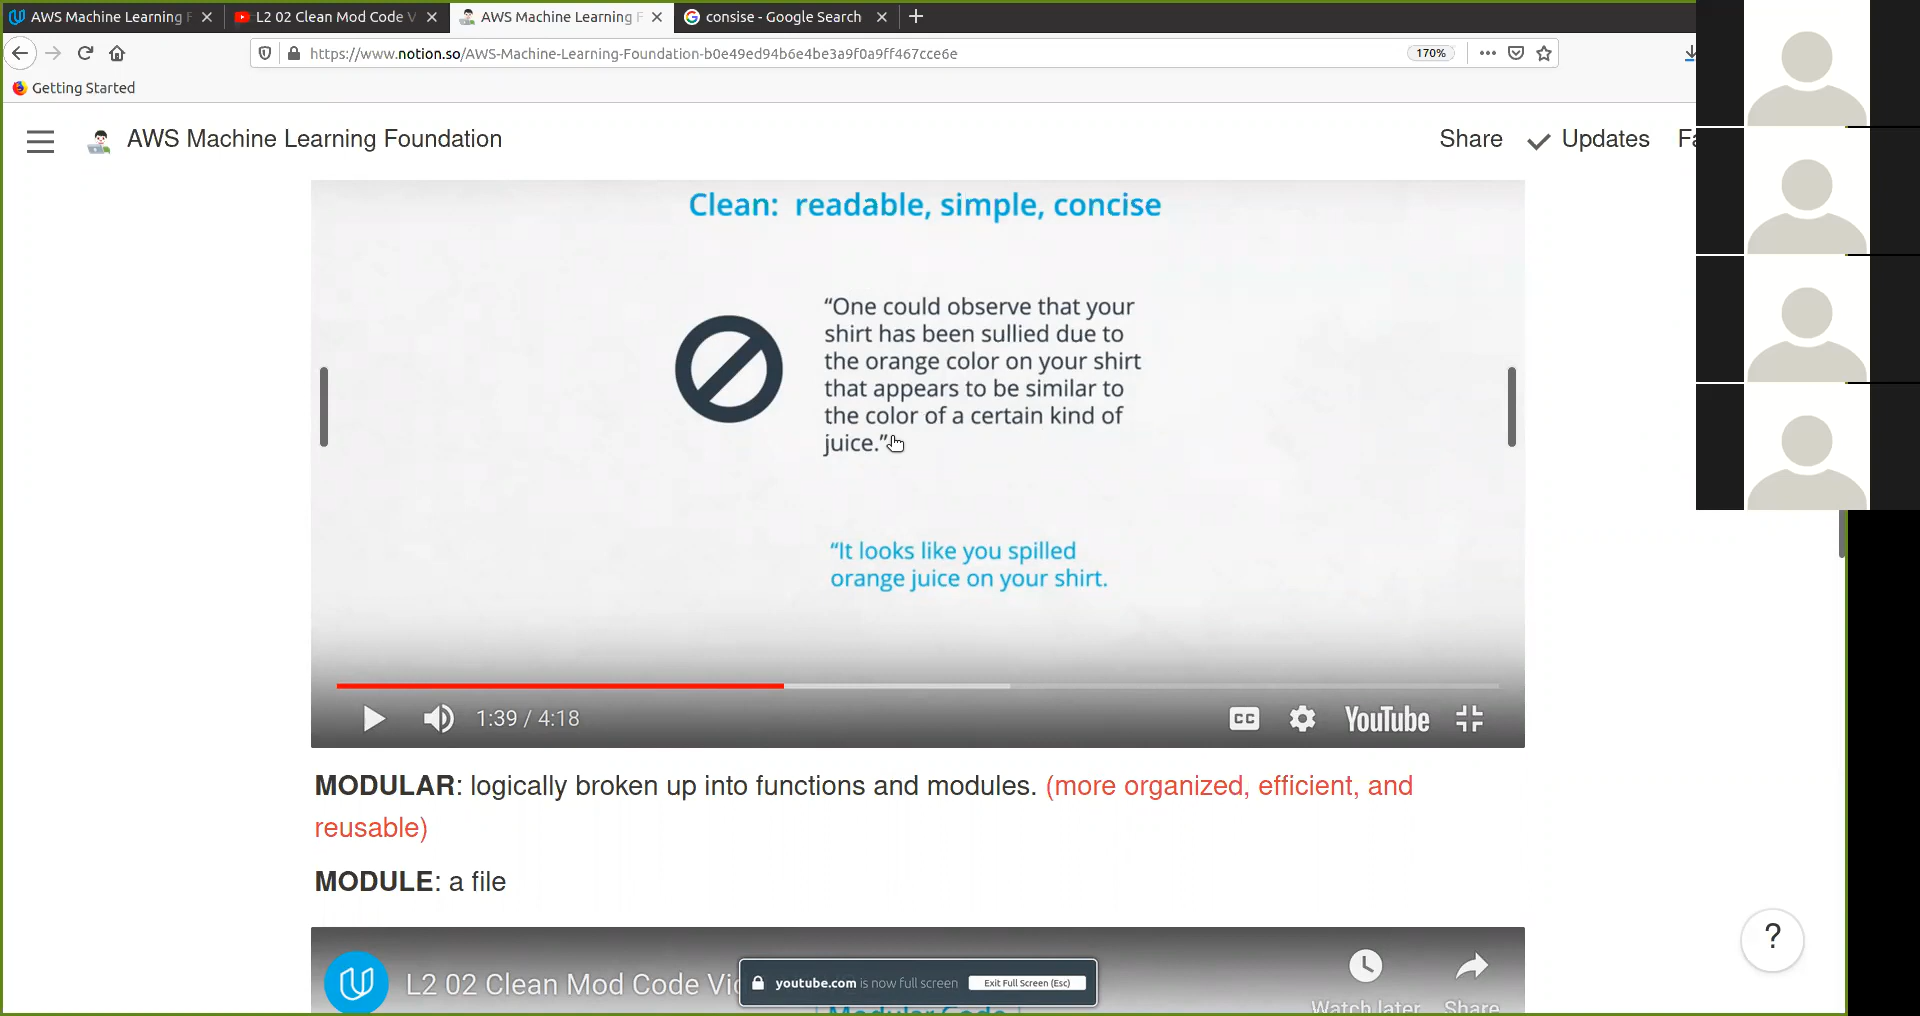 AWS Machine Learning F
L2 02 Clean Mod Code V
AWS Machine Learning F
consise - Google Search
https://www.notion.so/AWS-Machine-Learning-Foundation-b0e49ed94b6e4be3a9f0a9ff467cce6e
170%
Getting Started
AWS Machine Learning Foundation
Share
Updates
Fa
Clean: readable, simple, concise
“One could observe that your
shirt has been sullied due to
the orange color on your shirt
that appears to be similar to
the color of a certain kind of
juice.”
“It looks like you spilled
orange juice on your shirt.
1:39 / 4:18
CC
YouTube
MODULAR: logically broken up into functions and modules. (more organized, efficient, and
reusable)
MODULE: a file
?
L2 02 Clean Mod Code Vi
youtube.com is now full screen
Exit Full Screen (Esc)
Watch later
Share
Modular Code